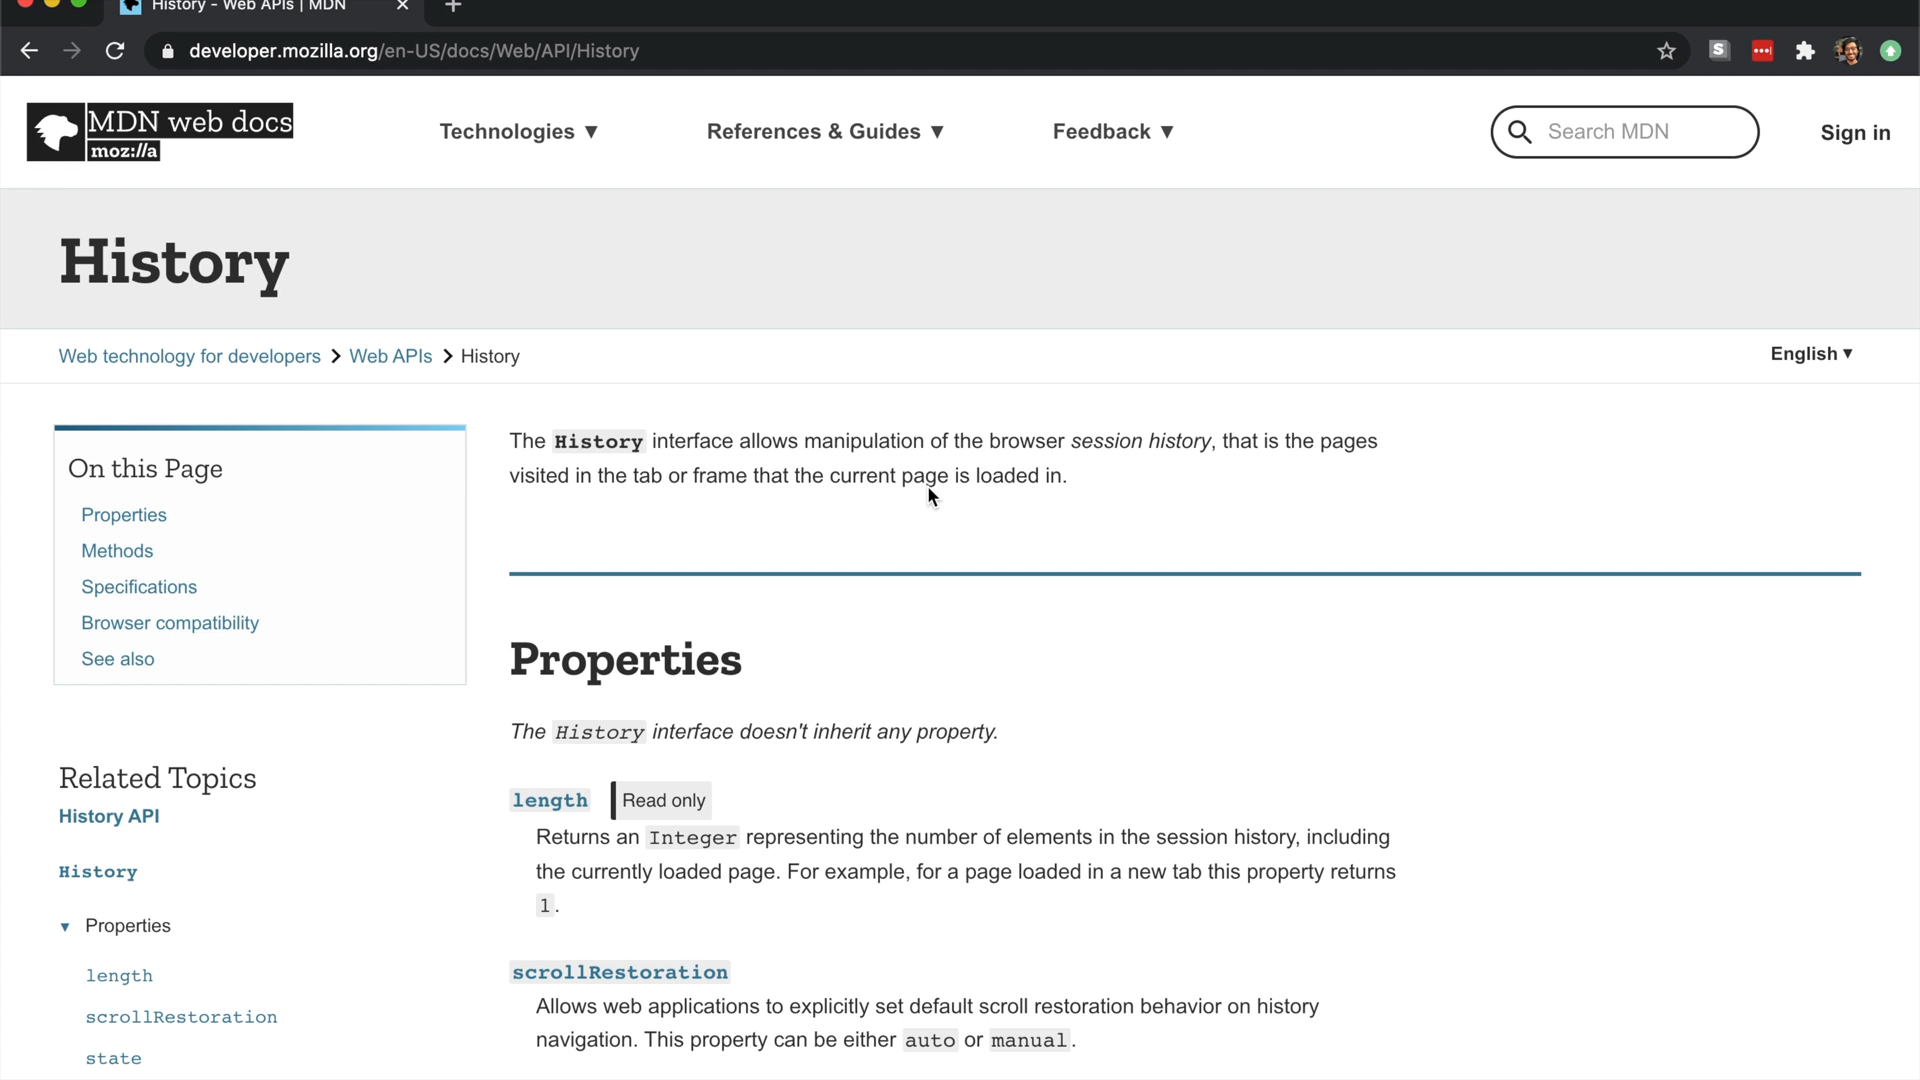 History - Web APIs | MDN
developer.mozilla.org/en-US/docs/Web/API/History
S
MDN web docs
moz://a
Technologies ▼
References & Guides ▼
Feedback ▼
Search MDN
Sign in
History
Web technology for developers > Web APIs > History
English ▼
On this Page
Properties
Methods
Specifications
Browser compatibility
See also
Related Topics
History API
History
▼ Properties
length
scrollRestoration
state
The History interface allows manipulation of the browser session history, that is the pages
visited in the tab or frame that the current page is loaded in.
Properties
The History interface doesn't inherit any property.
length Read only
Returns an Integer representing the number of elements in the session history, including
the currently loaded page. For example, for a page loaded in a new tab this property returns
1.
scrollRestoration
Allows web applications to explicitly set default scroll restoration behavior on history
navigation. This property can be either auto or manual.